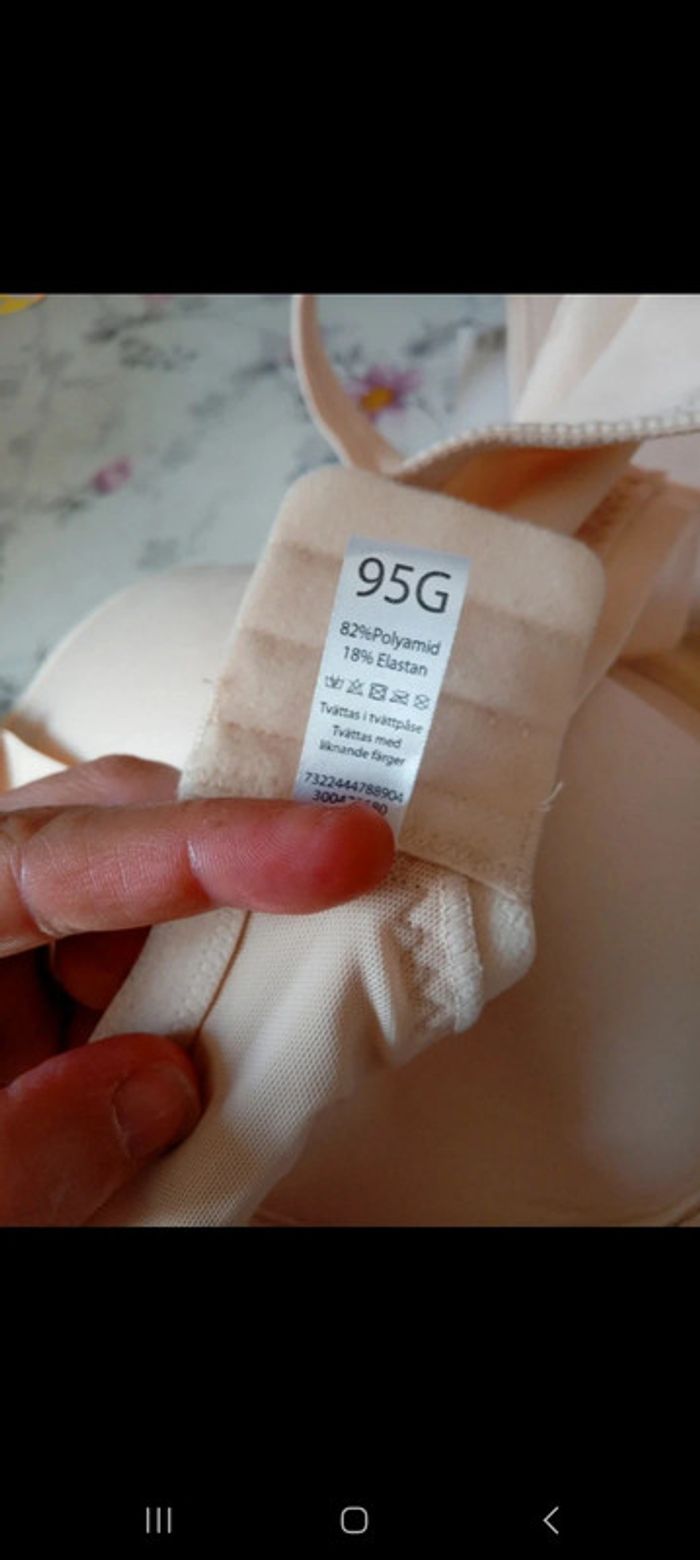 95G
82%Polyamid
18% Elastan
Tvättas i tvättpåse
Tvättas med
liknande färger
7322444788904